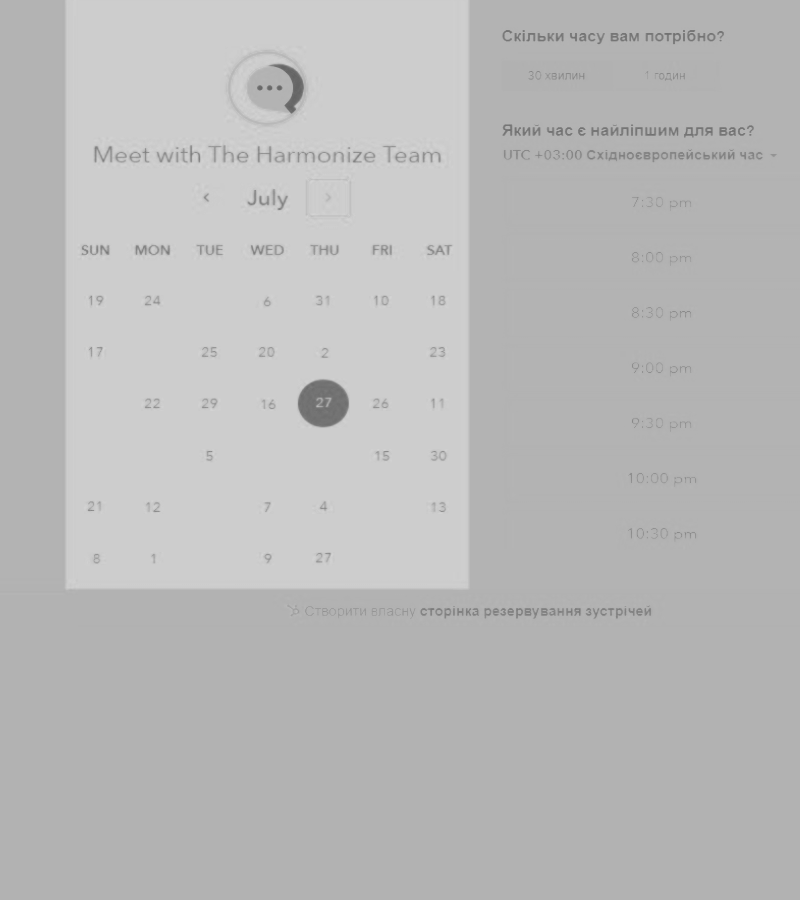 Meet with The Harmonize Team
July
SUN MON TUE WED THU FRI SAT
19 24 6 31 10 18
17 25 20 2 23
22 29 16 27 26 11
5 15 30
21 12 7 4 13
8 1 9 27
Скільки часу вам потрібно?
30 хвилин 1 годин
Який час є найліпшим для вас?
UTC +03:00 Східноєвропейський час
7:30 pm
8:00 pm
8:30 pm
9:00 pm
9:30 pm
10:00 pm
10:30 pm
Створити власну сторінка резервування зустрічей